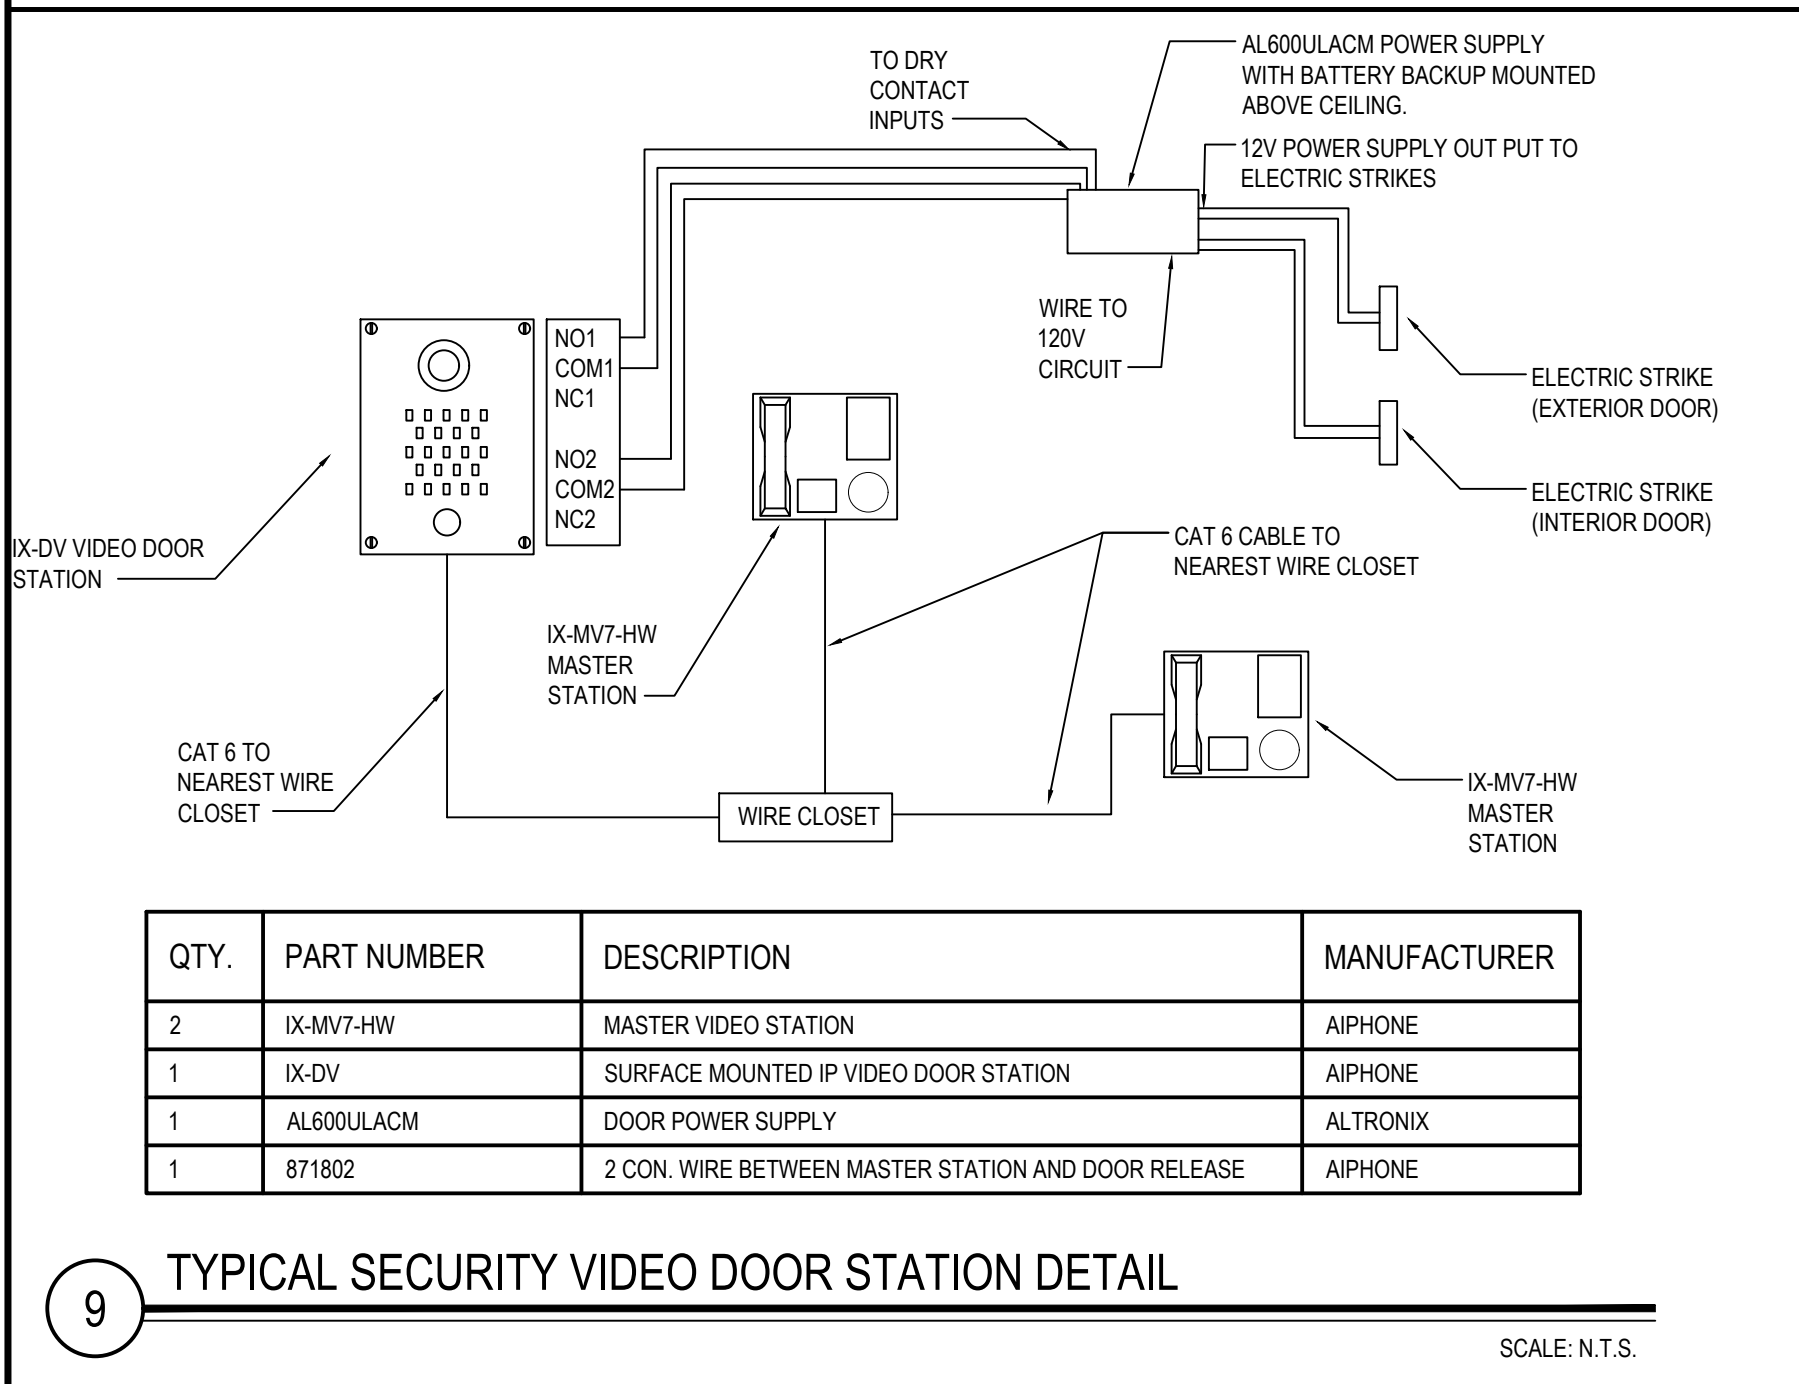 TO DRY
CONTACT
INPUTS
AL600ULACM POWER SUPPLY
WITH BATTERY BACKUP MOUNTED
ABOVE CEILING.
12V POWER SUPPLY OUT PUT TO
ELECTRIC STRIKES
WIRE TO
120V
CIRCUIT
NO1
COM1
NC1
NO2
COM2
NC2
ELECTRIC STRIKE
(EXTERIOR DOOR)
ELECTRIC STRIKE
(INTERIOR DOOR)
IX-DV VIDEO DOOR
STATION
CAT 6 CABLE TO
NEAREST WIRE CLOSET
IX-MV7-HW
MASTER
STATION
CAT 6 TO
NEAREST WIRE
CLOSET
WIRE CLOSET
IX-MV7-HW
MASTER
STATION
QTY. PART NUMBER DESCRIPTION MANUFACTURER
2 IX-MV7-HW MASTER VIDEO STATION AIPHONE
1 IX-DV SURFACE MOUNTED IP VIDEO DOOR STATION AIPHONE
1 AL600ULACM DOOR POWER SUPPLY ALTRONIX
1 871802 2 CON. WIRE BETWEEN MASTER STATION AND DOOR RELEASE AIPHONE
9 TYPICAL SECURITY VIDEO DOOR STATION DETAIL
SCALE: N.T.S.